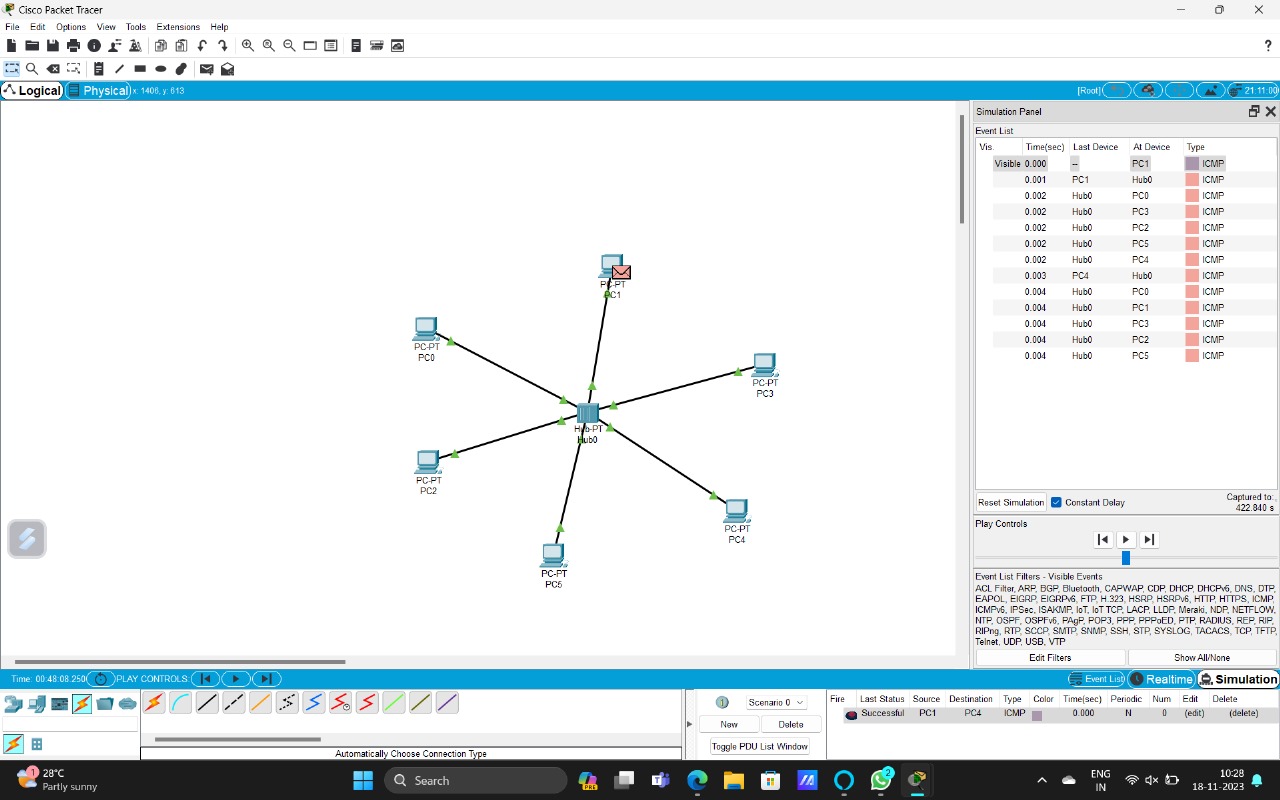 Cisco Packet Tracer
File Edit Options View Tools Extensions Help
?
Logical Physical x: 1406, y: 613 [Root] 21:11:00
Simulation Panel
Event List
Vis. Time(sec) Last Device At Device Type
Visible 0.000 -- PC1 ICMP
0.001 PC1 Hub0 ICMP
0.002 Hub0 PC0 ICMP
0.002 Hub0 PC3 ICMP
0.002 Hub0 PC2 ICMP
0.002 Hub0 PC5 ICMP
0.002 Hub0 PC4 ICMP
0.003 PC4 Hub0 ICMP
0.004 Hub0 PC0 ICMP
0.004 Hub0 PC1 ICMP
0.004 Hub0 PC3 ICMP
0.004 Hub0 PC2 ICMP
0.004 Hub0 PC5 ICMP
PC-PT
PC1
PC-PT
PC0
PC-PT
PC3
Hub-PT
Hub0
PC-PT
PC2
PC-PT
PC4
PC-PT
PC5
Reset Simulation Constant Delay Captured to:
422.840 s
Play Controls
Event List Filters - Visible Events
ACL Filter, ARP, BGP, Bluetooth, CAPWAP, CDP, DHCP, DHCPv6, DNS, DTP,
EAPOL, EIGRP, EIGRPv6, FTP, H.323, HSRP, HSRPv6, HTTP, HTTPS, ICMP,
ICMPv6, IPSec, ISAKMP, IoT, IoT TCP, LACP, LLDP, Meraki, NDP, NETFLOW,
NTP, OSPF, OSPFv6, PAgP, POP3, PPP, PPPoED, PTP, RADIUS, REP, RIP,
RIPng, RTP, SCCP, SMTP, SNMP, SSH, STP, SYSLOG, TACACS, TCP, TFTP,
Telnet, UDP, USB, VTP
Edit Filters Show All/None
Time: 00:48:08.250 PLAY CONTROLS: Event List Realtime Simulation
Scenario 0
New Delete
Toggle PDU List Window
Fire Last Status Source Destination Type Color Time(sec) Periodic Num Edit Delete
Successful PC1 PC4 ICMP 0.000 N 0 (edit) (delete)
Automatically Choose Connection Type
1
28°C
Partly sunny
Search
PRE
2
ENG
IN
10:28
18-11-2023